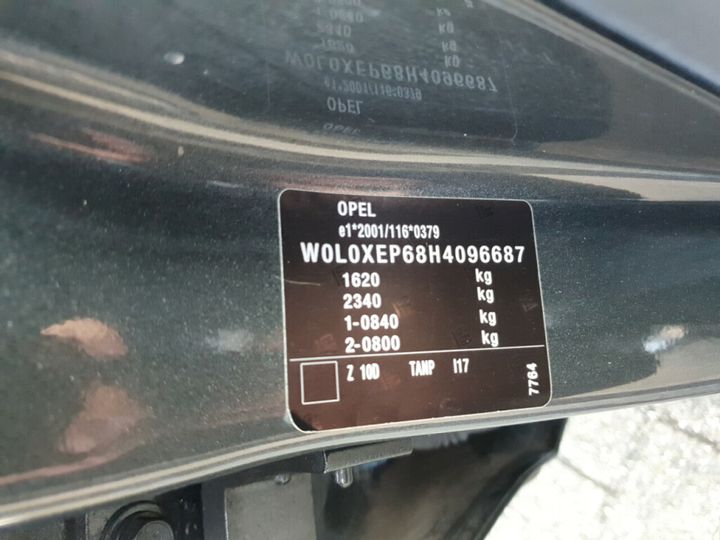 OPEL
e1*2001/116*0379
W0L0XEP68H4096687
1620 kg
2340 kg
1-0840 kg
2-0800 kg
Z 10D TANP I17
7764